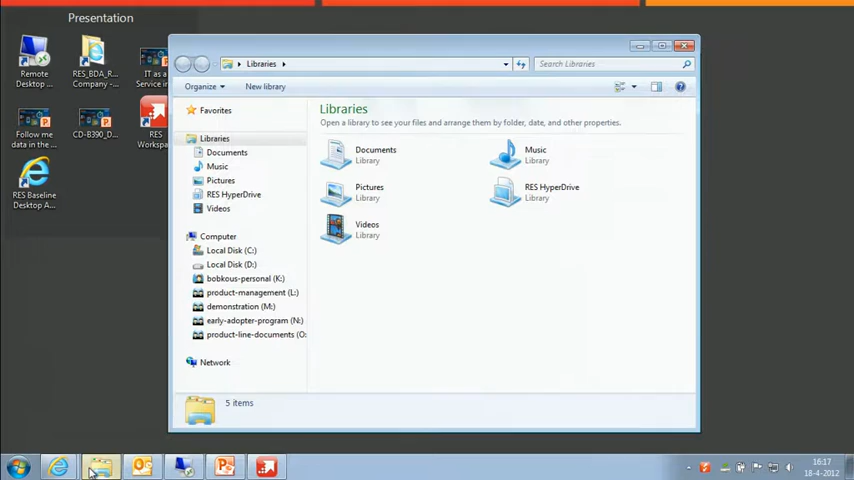 Presentation
Remote
Desktop ...
RES_BDA_R...
Company -...
IT as a
Service in
Follow me
data in the ...
CD-B390_D...
RES
Workspa
RES Baseline
Desktop A...
Libraries
Search Libraries
Organize
New library
Favorites
Libraries
Documents
Music
Pictures
RES HyperDrive
Videos
Computer
Local Disk (C:)
Local Disk (D:)
bobkous-personal (K:)
product-management (L:)
demonstration (M:)
early-adopter-program (N:)
product-line-documents (O:
Network
Libraries
Open a library to see your files and arrange them by folder, date, and other properties.
Documents
Library
Music
Library
Pictures
Library
RES HyperDrive
Library
Videos
Library
5 items
16:17
18-4-2012